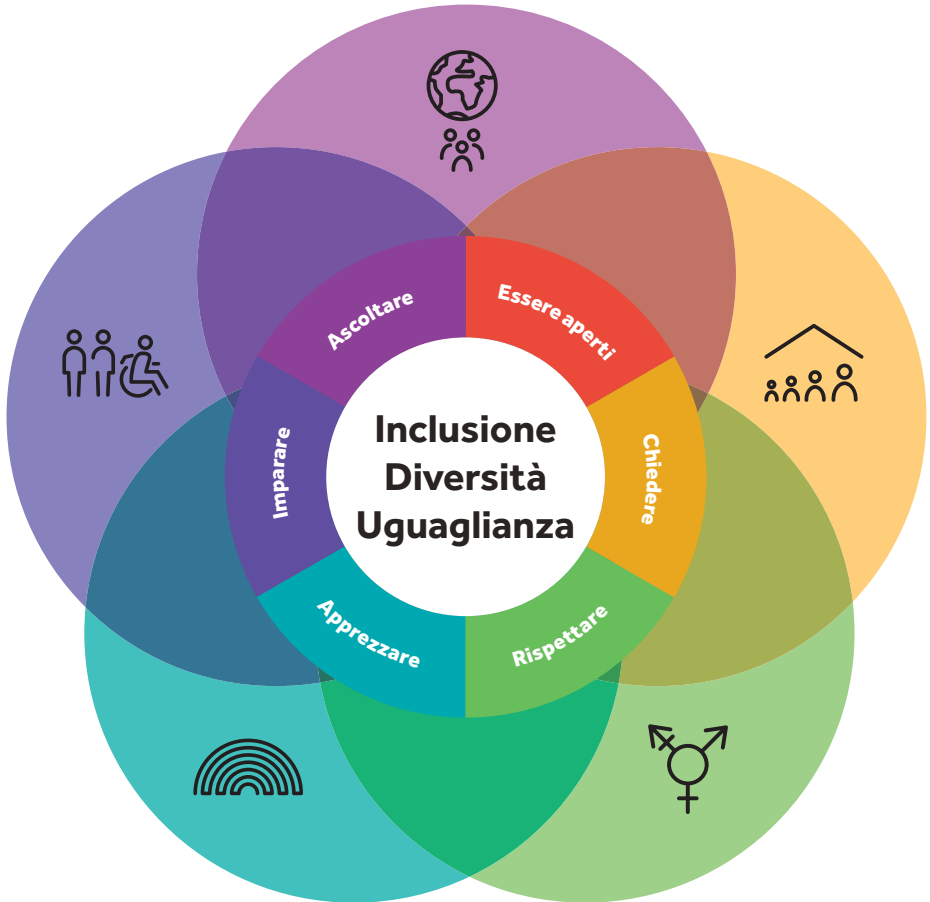 Inclusione
Diversità
Uguaglianza
Essere aperti
Chiedere
Rispettare
Apprezzare
Imparare
Ascoltare